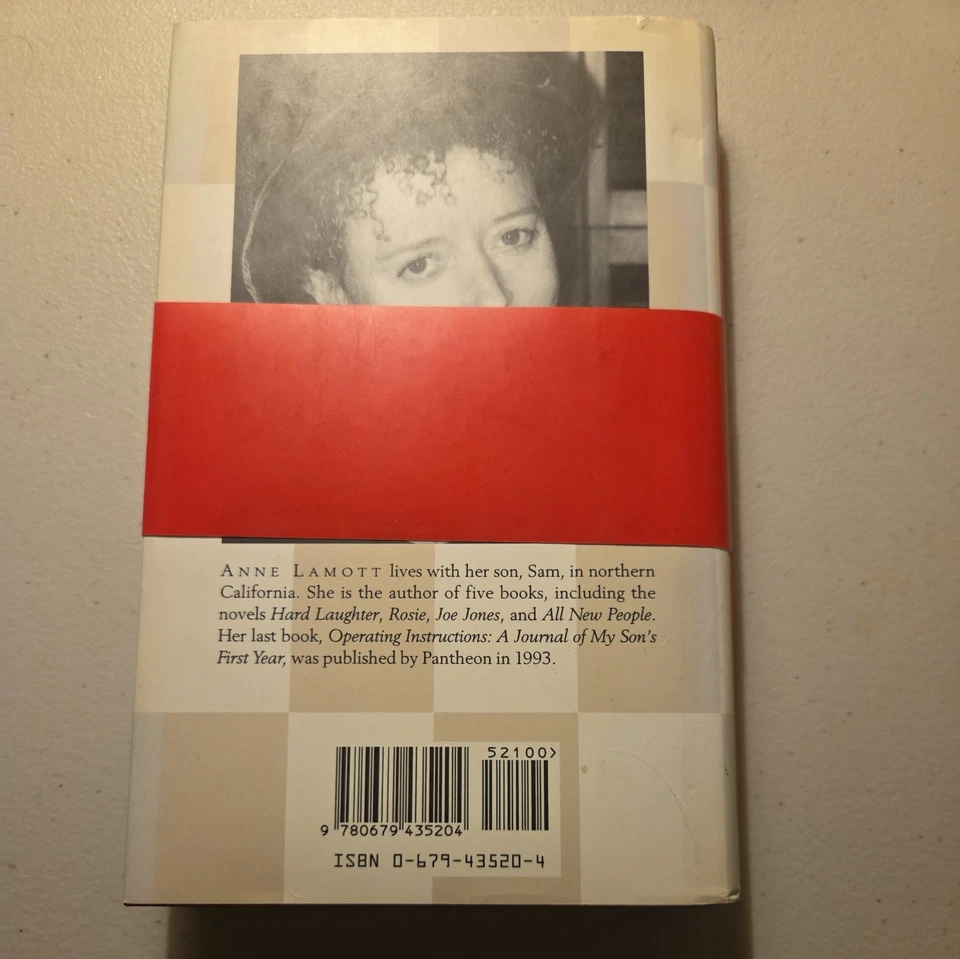 ANNE LAMOTT lives with her son, Sam, in northern
California. She is the author of five books, including the
novels Hard Laughter, Rosie, Joe Jones, and All New People.
Her last book, Operating Instructions: A Journal of My Son's
First Year, was published by Pantheon in 1993.
52100>
9 780679 435204
ISBN 0-679-43520-4